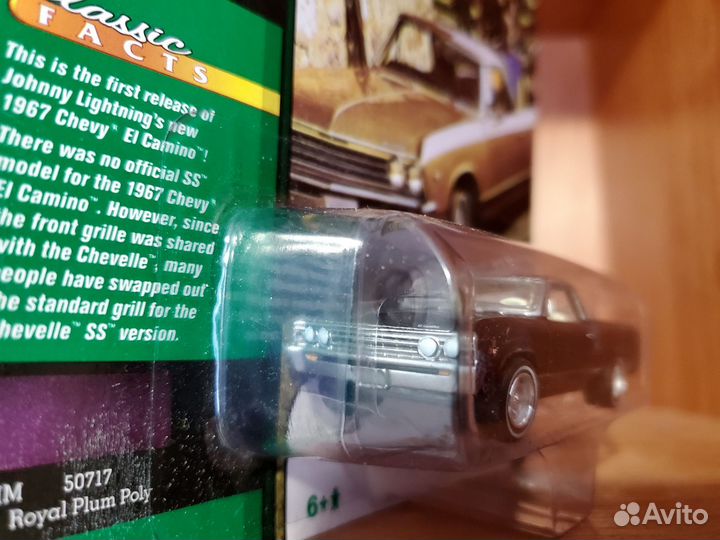 Classic
FACTS
This is the first release of
Johnny Lightning's new
1967 Chevy™ El Camino™!
There was no official SS™
model for the 1967 Chevy™
El Camino™. However, since
the front grille was shared
with the Chevelle™, many
people have swapped out
the standard grill for the
Chevelle™ SS™ version.
IM 50717
Royal Plum Poly
6+
Avito